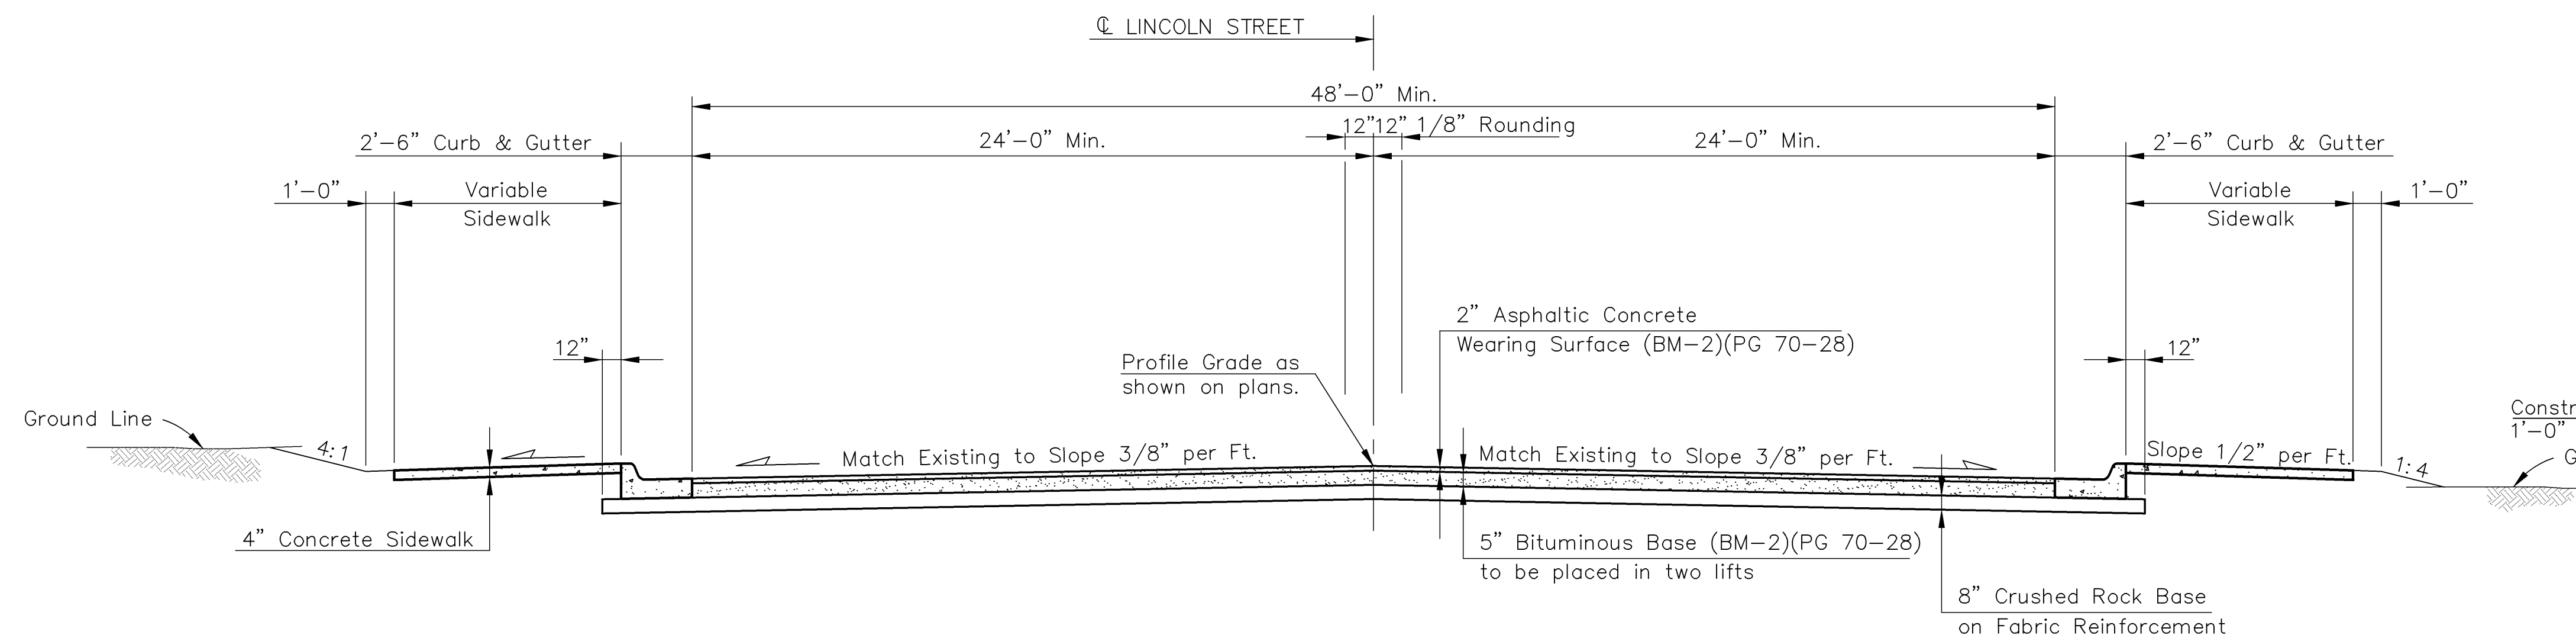 ℄ LINCOLN STREET
48'-0" Min.
12" 12" 1/8" Rounding
2'-6" Curb & Gutter
24'-0" Min.
24'-0" Min.
2'-6" Curb & Gutter
1'-0"
Variable
Sidewalk
Variable
Sidewalk
1'-0"
2" Asphaltic Concrete
Wearing Surface (BM-2)(PG 70-28)
12"
12"
Profile Grade as
shown on plans.
Ground Line
4:1
Match Existing to Slope 3/8" per Ft.
Match Existing to Slope 3/8" per Ft.
Slope 1/2" per Ft.
1:4
Constr
1'-0"
G
4" Concrete Sidewalk
5" Bituminous Base (BM-2)(PG 70-28)
to be placed in two lifts
8" Crushed Rock Base
on Fabric Reinforcement